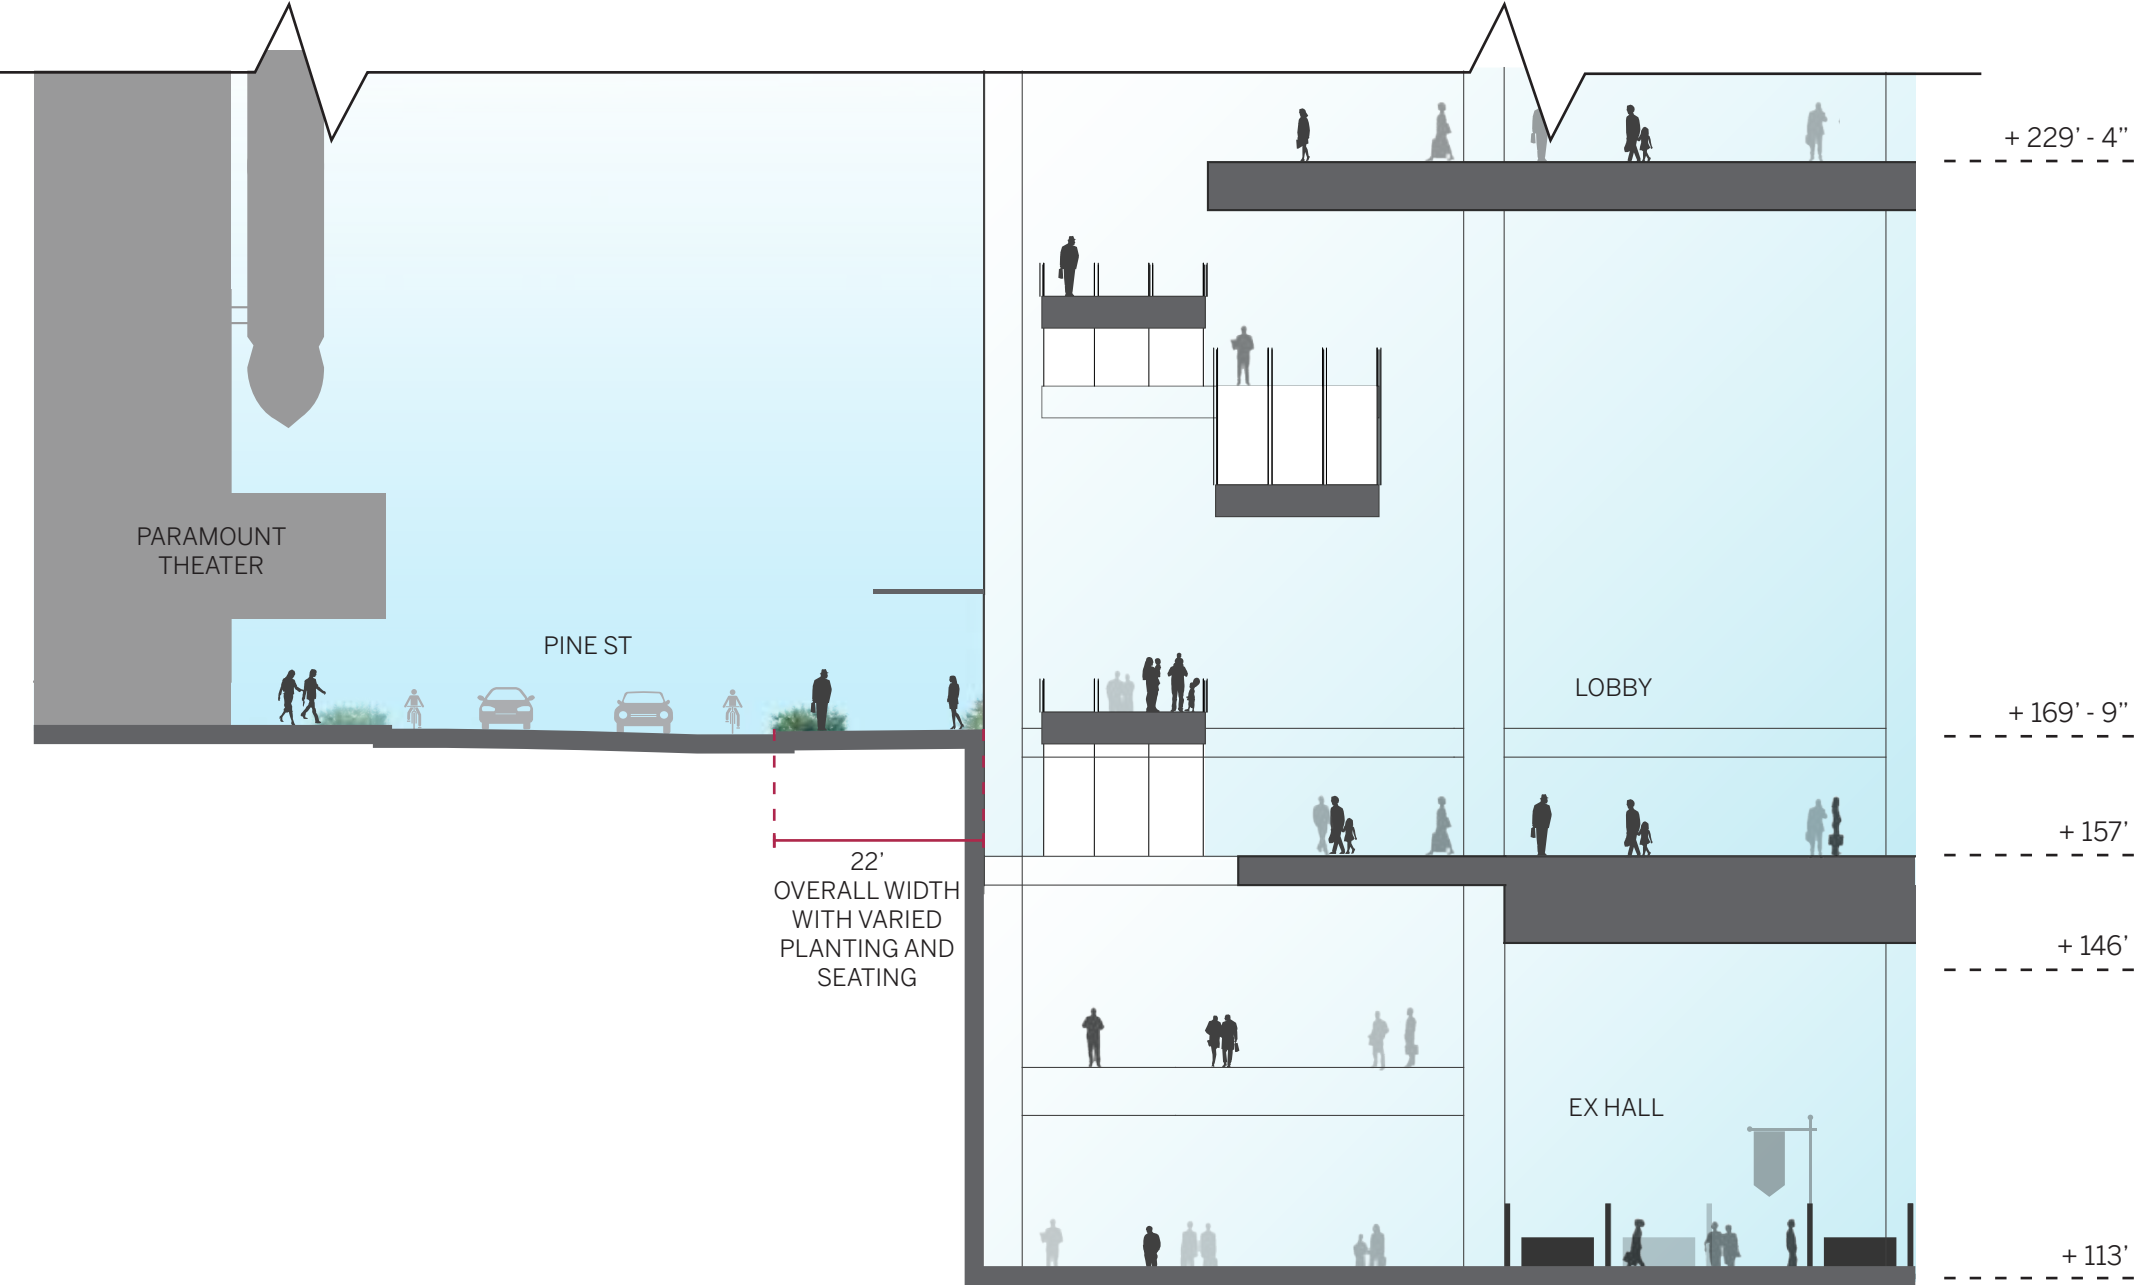 + 229’ - 4”
PARAMOUNT
THEATER
PINE ST
LOBBY
+ 169’ - 9”
+ 157’
22’
OVERALL WIDTH
WITH VARIED
PLANTING AND
SEATING
+ 146’
EX HALL
+ 113’